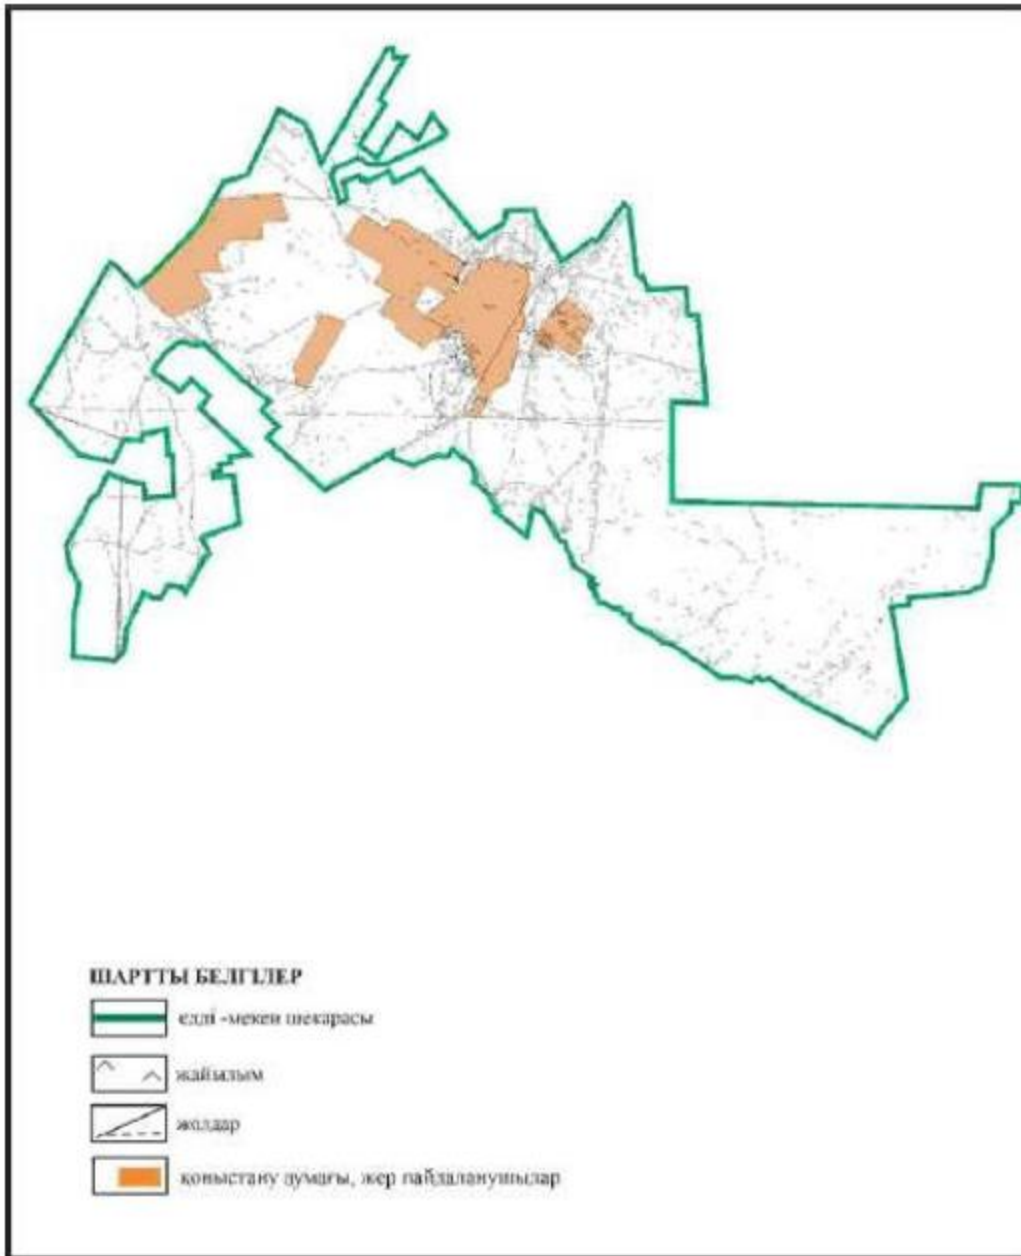 ШАРТТЫ БЕЛГІЛЕР
елді -мекен шекарасы
жайылым
жолдар
қоныстану аумағы, жер пайдаланушылар